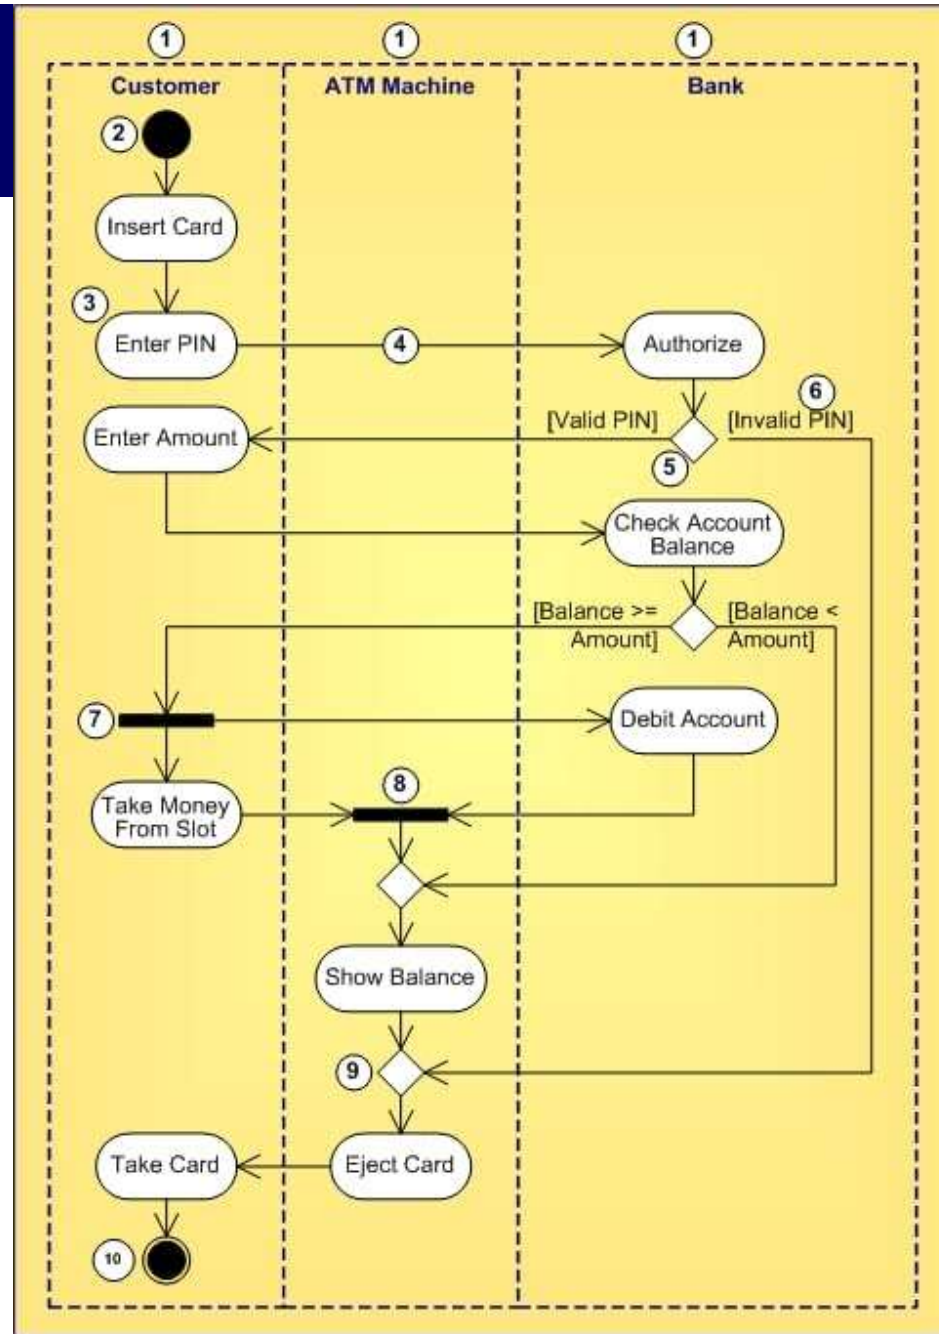 1 1 1
Customer ATM Machine Bank
2
Insert Card
3
Enter PIN 4 Authorize
6
[Valid PIN] [Invalid PIN]
Enter Amount
5
Check Account
Balance
[Balance >= [Balance <
Amount] Amount]
7 Debit Account
8
Take Money
From Slot
Show Balance
9
Take Card Eject Card
10